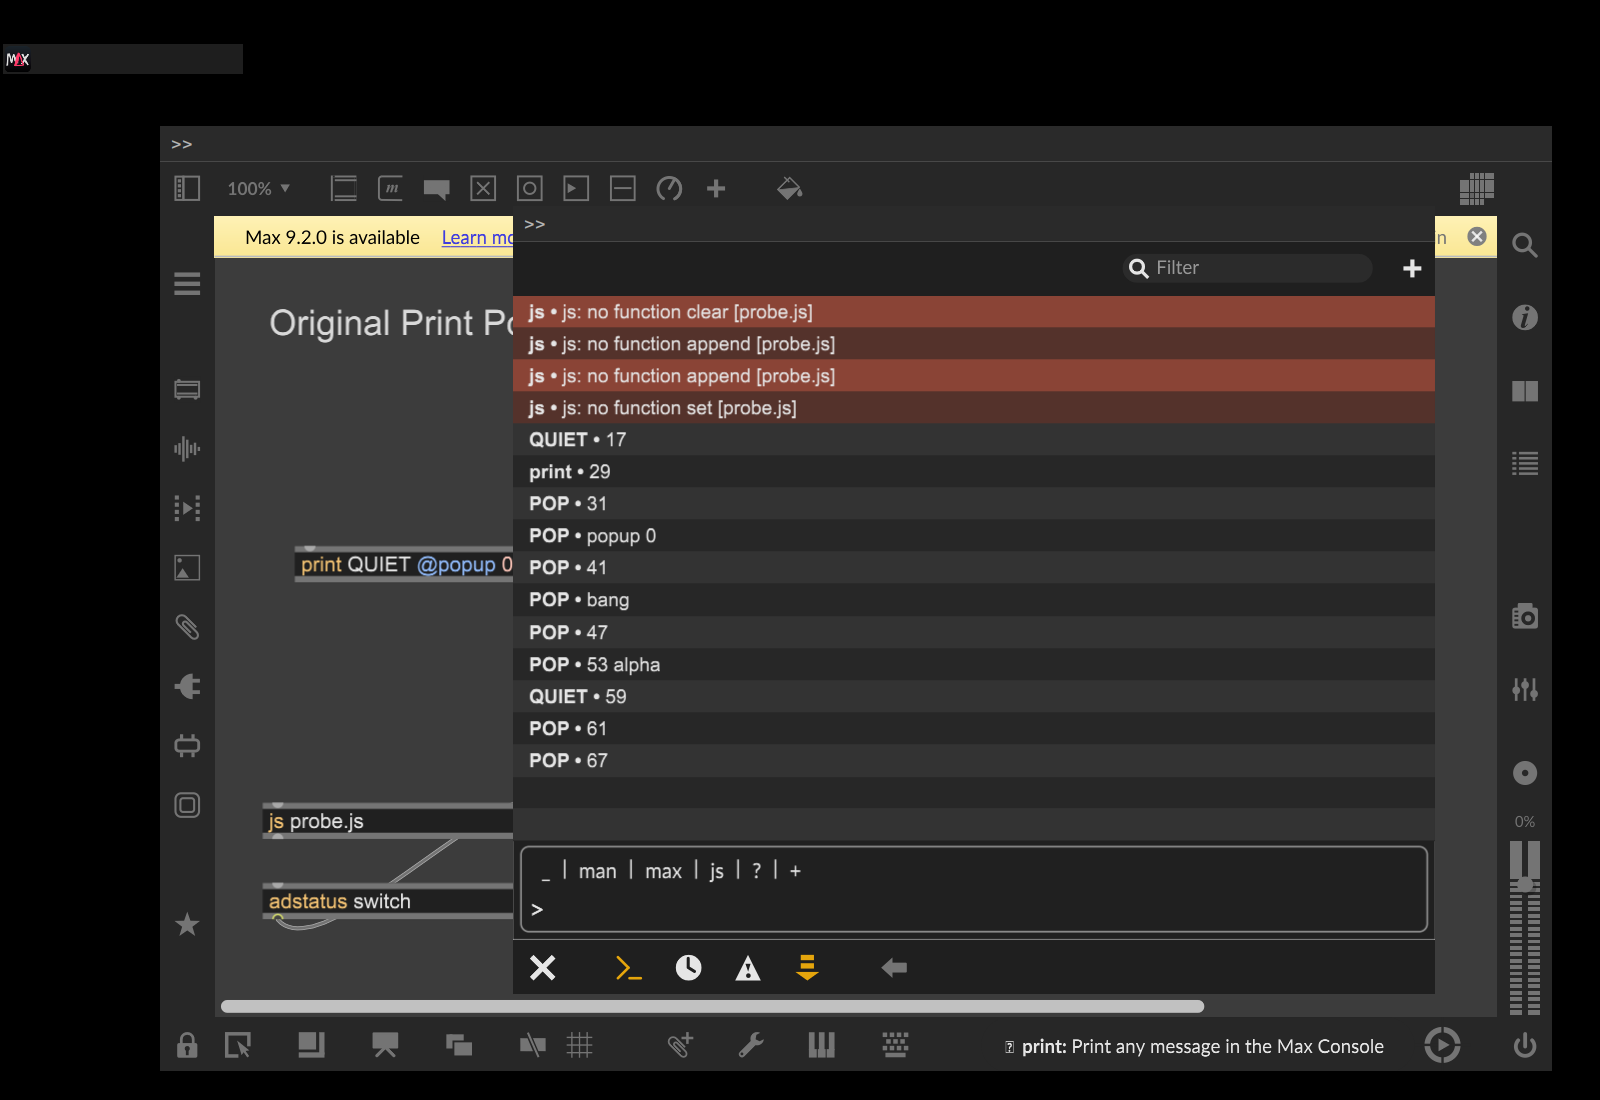 MAX
>>
100% ▼
m
Max 9.2.0 is available Learn mo
n
>>
Filter
Original Print Po
js • js: no function clear [probe.js]
js • js: no function append [probe.js]
js • js: no function append [probe.js]
js • js: no function set [probe.js]
QUIET • 17
print • 29
POP • 31
POP • popup 0
POP • 41
POP • bang
POP • 47
POP • 53 alpha
QUIET • 59
POP • 61
POP • 67
print QUIET @popup 0
js probe.js
adstatus switch
_ | man | max | js | ? | +
>
0%
print: Print any message in the Max Console